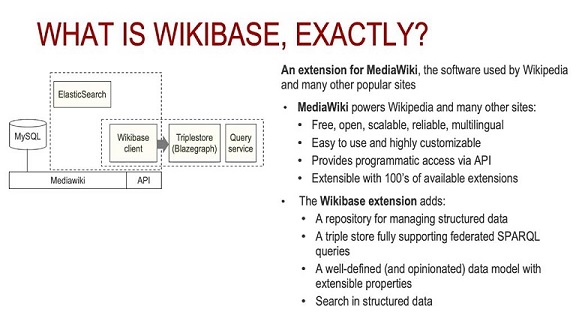 WHAT IS WIKIBASE, EXACTLY?
ElasticSearch
MySQL
Wikibase
client
Triplestore
(Blazegraph)
Query
service
Mediawiki
API
An extension for MediaWiki, the software used by Wikipedia
and many other popular sites
• MediaWiki powers Wikipedia and many other sites:
• Free, open, scalable, reliable, multilingual
• Easy to use and highly customizable
• Provides programmatic access via API
• Extensible with 100's of available extensions
• The Wikibase extension adds:
• A repository for managing structured data
• A triple store fully supporting federated SPARQL
queries
• A well-defined (and opinionated) data model with
extensible properties
• Search in structured data